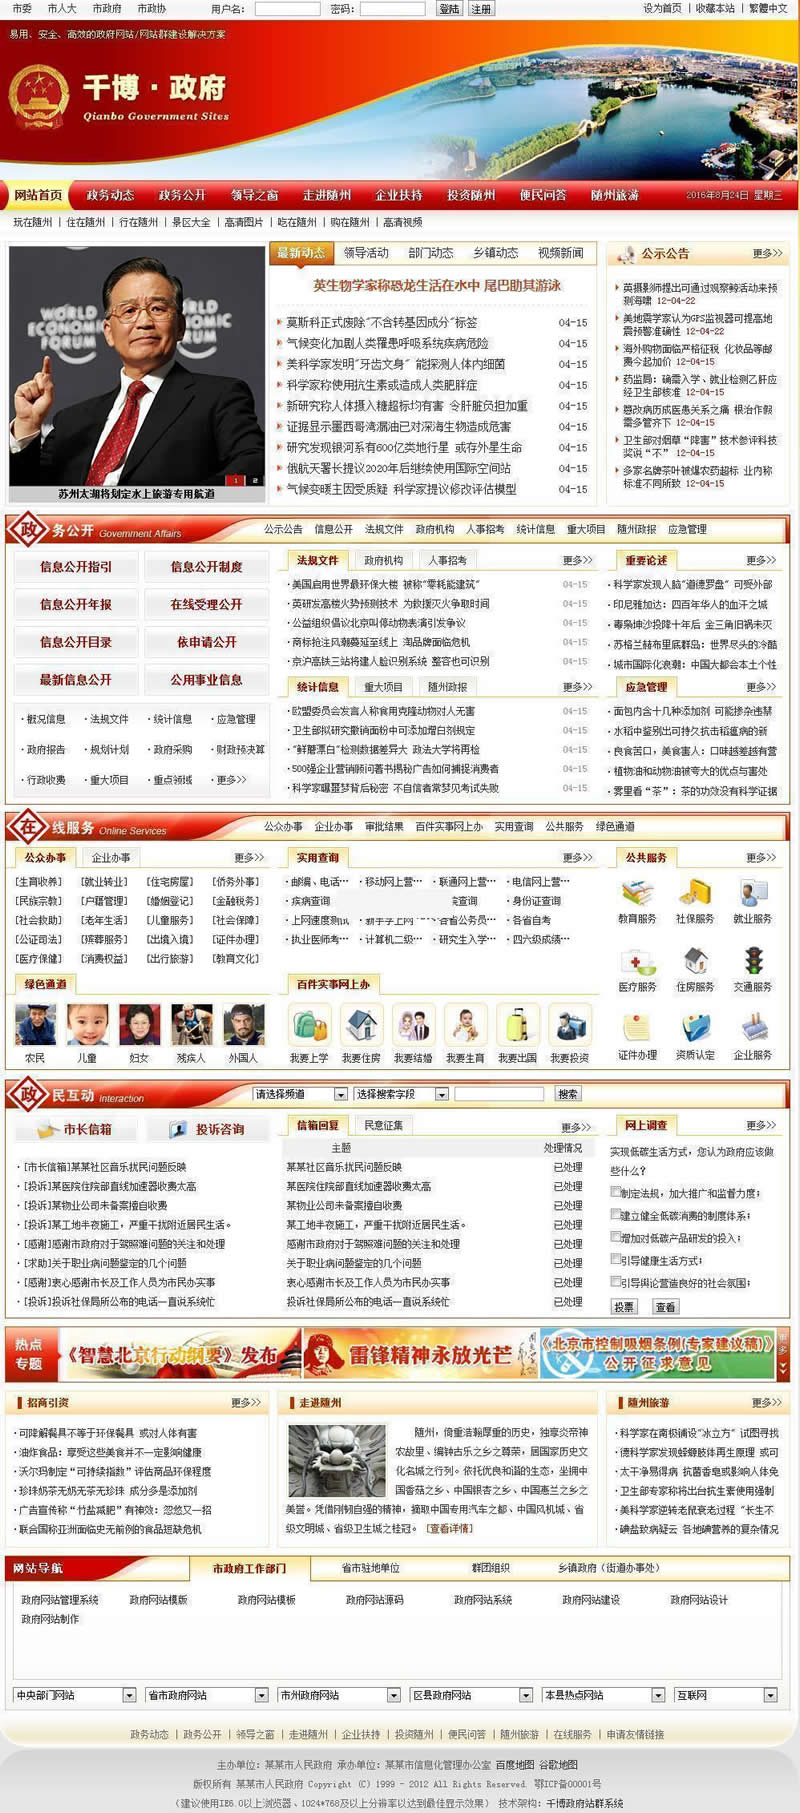 市委 市人大 市政府 市政协 用户名: 密码: 登陆 注册 设为首页 | 收藏本站 | 繁體中文
易用、安全、高效的政府网站/网站群建设解决方案
千博·政府
Qianbo Government Sites
网站首页 政务动态 政务公开 领导之窗 走进随州 企业扶持 投资随州 便民问答 随州旅游 2016年8月24日 星期三
玩在随州 | 住在随州 | 行在随州 | 景区大全 | 高清图片 | 吃在随州 | 购在随州 | 高清视频
WORLD ECONOMIC FORUM
1 2
苏州太湖将划定水上旅游专用航道
最新动态 领导活动 部门动态 乡镇动态 视频新闻
英生物学家称恐龙生活在水中 尾巴助其游泳
莫斯科正式废除"不含转基因成分"标签 04-15
气候变化加剧人类罹患呼吸系统疾病危险 04-15
美科学家发明"牙齿文身" 能探测人体内细菌 04-15
科学家称使用抗生素或造成人类肥胖症 04-15
新研究称人体摄入糖超标均有害 令肝脏负担加重 04-15
证据显示墨西哥湾漏油已对深海生物造成危害 04-15
研究发现银河系有600亿类地行星 或存外星生命 04-15
俄航天署长提议2020年后继续使用国际空间站 04-15
气候变暖主因受质疑 科学家提议修改评估模型 04-15
公示公告 更多>>
英摄影师提出可通过观察鲸活动来预
测海啸 12-04-22
美地震学家认为GPS监视器可提高地
震预警准确性 12-04-22
海外购物面临严格征税 化妆品等邮
费今起加价 12-04-15
药监局: 确需入学、就业检测乙肝应
经卫生部核准 12-04-15
篡改病历成医患关系之痛 根治作假
需多管齐下 12-04-15
卫生部对烟草"降害"技术参评科技
奖说"不" 12-04-15
多家名牌茶叶被爆农药超标 业内称
标准不同所致 12-04-15
政务公开 Government Affairs 公示公告 信息公开 法规文件 政府机构 人事招考 统计信息 重大项目 随州政报 应急管理
信息公开指引 信息公开制度
信息公开年报 在线受理公开
信息公开目录 依申请公开
最新信息公开 公用事业信息
· 概况信息 · 法规文件 · 统计信息 · 应急管理
· 政府报告 · 规划计划 · 政府采购 · 财政预决算
· 行政收费 · 重大项目 · 重点领域 · 更多>>
法规文件 政府机构 人事招考 更多>>
· 美国启用世界最环保大楼 被称"零耗能建筑" 04-15
· 英研发高楼火势预测技术 为救援灭火争取时间 04-15
· 公益组织倡议北京叫停动物表演引发争议 04-15
· 商标抢注风潮蔓延至线上 淘品牌面临危机 04-15
· 京沪高铁三站将建人脸识别系统 整容也可识别 04-15
统计信息 重大项目 随州政报 更多>>
· 欧盟委员会发言人称食用克隆动物对人无害 04-15
· 卫生部拟研究撤销面粉中可添加增白剂规定 04-15
· "鲜蘑漂白"检测数据差异大 政法大学将再检 04-15
· 500强企业营销顾问著书揭秘广告如何捕捉消费者 04-15
· 科学家曝噩梦背后秘密 不自信者常梦见考试失败 04-15
重要论述 更多>>
· 科学家发现人脑"道德罗盘" 可受外部
· 印尼雅加达: 四百年华人的血汗之城
· 毒枭坤沙投降十年后 金三角旧祸未灭
· 苏格兰赫布里底群岛: 世界尽头的冷酷
· 城市国际化浪潮: 中国大都会本土个性
应急管理 更多>>
· 面包内含十几种添加剂 可能掺杂违禁
· 水稻中鉴别出可持久抗击稻瘟病的新
· 良食苦口, 美食害人: 口味越差越有营
· 植物油和动物油被夸大的优点与害处
· 雾里看"茶": 茶的功效没有科学证据
在线服务 Online Services 公众办事 企业办事 审批结果 百件实事网上办 实用查询 公共服务 绿色通道
公众办事 企业办事 更多>>
[生育收养] [就业转业] [住宅房屋] [侨务外事]
[民族宗教] [户籍管理] [婚姻登记] [金融税务]
[社会救助] [老年生活] [儿童服务] [社会保障]
[公证司法] [殡葬服务] [出境入境] [证件办理]
[医疗保健] [消费权益] [出行旅游] [教育文化]
绿色通道
农民 儿童 妇女 残疾人 外国人
实用查询 更多>>
· 邮编、电话… · 移动网上营… · 联通网上营… · 电信网上营…
· 疾病查询 查询 · 身份证查询
· 上网速度测试 · 新手学上网 · 各省公务员… · 各省自考
· 执业医师考… · 计算机二级… · 研究生入学… · 四六级成绩…
百件实事网上办
我要上学 我要住房 我要结婚 我要生育 我要出国 我要投资
公共服务 更多>>
教育服务 社保服务 就业服务
医疗服务 住房服务 交通服务
证件办理 资质认定 企业服务
政民互动 Interaction 请选择频道 选择搜索字段 搜索
市长信箱 投诉咨询
· [市长信箱]某某社区音乐扰民问题反映
· [投诉]某医院住院部直线加速器收费太高
· [投诉]某物业公司未备案擅自收费
· [投诉]某工地半夜施工, 严重干扰附近居民生活。
· [感谢]感谢市政府对于驾照难问题的关注和处理
· [求助]关于职业病问题鉴定的几个问题
· [感谢]衷心感谢市长及工作人员为市民办实事
· [投诉]投诉社保局所公布的电话一直说系统忙
信箱回复 民意征集 更多>>
主题 处理情况
某某社区音乐扰民问题反映 已处理
某医院住院部直线加速器收费太高 已处理
某物业公司未备案擅自收费 已处理
某工地半夜施工, 严重干扰附近居民生活。 已处理
感谢市政府对于驾照难问题的关注和处理 已处理
关于职业病问题鉴定的几个问题 已处理
衷心感谢市长及工作人员为市民办实事 已处理
投诉社保局所公布的电话一直说系统忙 已处理
网上调查 更多>>
实现低碳生活方式, 您认为政府应该做
些什么?
制定法规, 加大推广和监督力度;
建立健全低碳消费的制度体系;
增加对低碳产品研发的投入;
引导健康生活方式;
引导舆论营造良好的社会氛围;
投票 查看
热点专题
《智慧北京行动纲要》发布
雷锋精神永放光芒
《北京市控制吸烟条例(专家建议稿)》
公开征求意见
更多
招商引资 更多>>
· 可降解餐具不等于环保餐具 或对人体有害
· 油炸食品: 享受这些美食并不一定影响健康
· 沃尔玛制定"可持续指数"评估商品环保程度
· 珍珠奶茶无奶无茶无珍珠 成分多是添加剂
· 广告宣传称"竹盐减肥"有神效: 忽悠又一招
· 联合国称亚洲面临史无前例的食品短缺危机
走进随州
随州, 倚重浩瀚厚重的历史, 独享炎帝神
农故里、编钟古乐之乡之殊荣, 居国家历史文
化名城之行列。依托优良和谐的生态, 坐拥中
国香菇之乡、中国银杏之乡、中国惠兰之乡之
美誉。凭借刚韧自强的精神, 摘取中国专用汽车之都、中国风机城、省
级文明城、省级卫生城之桂冠。 [查看详情]
随州旅游 更多>>
· 科学家在南极铺设"冰立方" 试图寻找
· 德科学家发现蝾螈肢体再生原理 或可
· 太干净易得病 抗菌香皂或影响人体免
· 卫生部专家称将出台抗生素使用强制
· 美科学家逆转老鼠衰老过程 "长生不
· 碘盐致病疑云 各地碘营养的复杂情况
网站导航 市政府工作部门 省市驻地单位 群团组织 乡镇政府（街道办事处）
政府网站管理系统 政府网站模版 政府网站模板 政府网站源码 政府网站系统 政府网站建设 政府网站设计
政府网站制作
中央部门网站 省市政府网站 市州政府网站 区县政府网站 本县热点网站 互联网
政务动态 | 政务公开 | 领导之窗 | 走进随州 | 企业扶持 | 投资随州 | 便民问答 | 随州旅游 | 在线服务 | 申请友情链接
主办单位: 某某市人民政府 承办单位: 某某市信息化管理办公室 百度地图 谷歌地图
版权所有 某某市人民政府 Copyright (C) 1999 - 2012 All Rights Reserved. 鄂ICP备00001号
（建议使用IE6.0以上浏览器、1024*768及以上分辨率以达到最佳显示效果） 技术架构: 千博政府站群系统